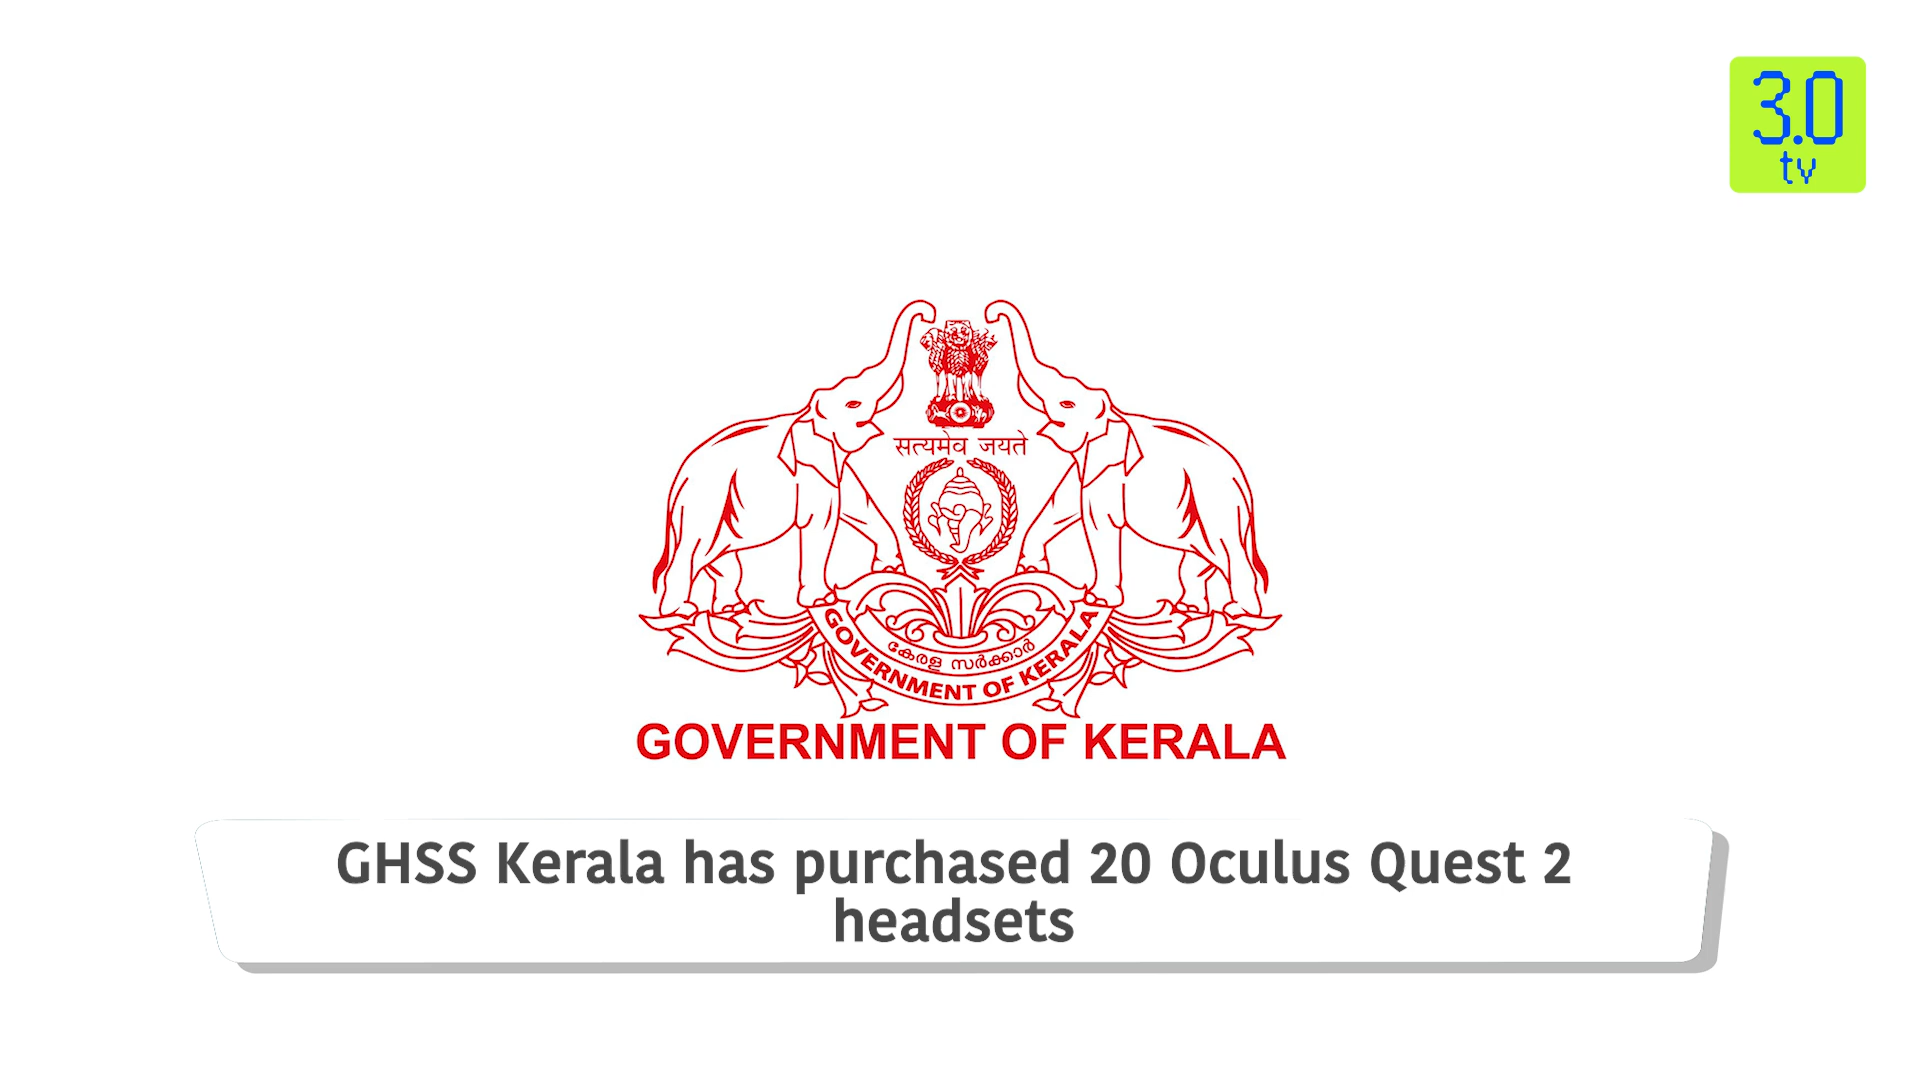 3.0
tv
सत्यमेव जयते
കേരള സർക്കാർ
GOVERNMENT OF KERALA
GOVERNMENT OF KERALA
GHSS Kerala has purchased 20 Oculus Quest 2
headsets